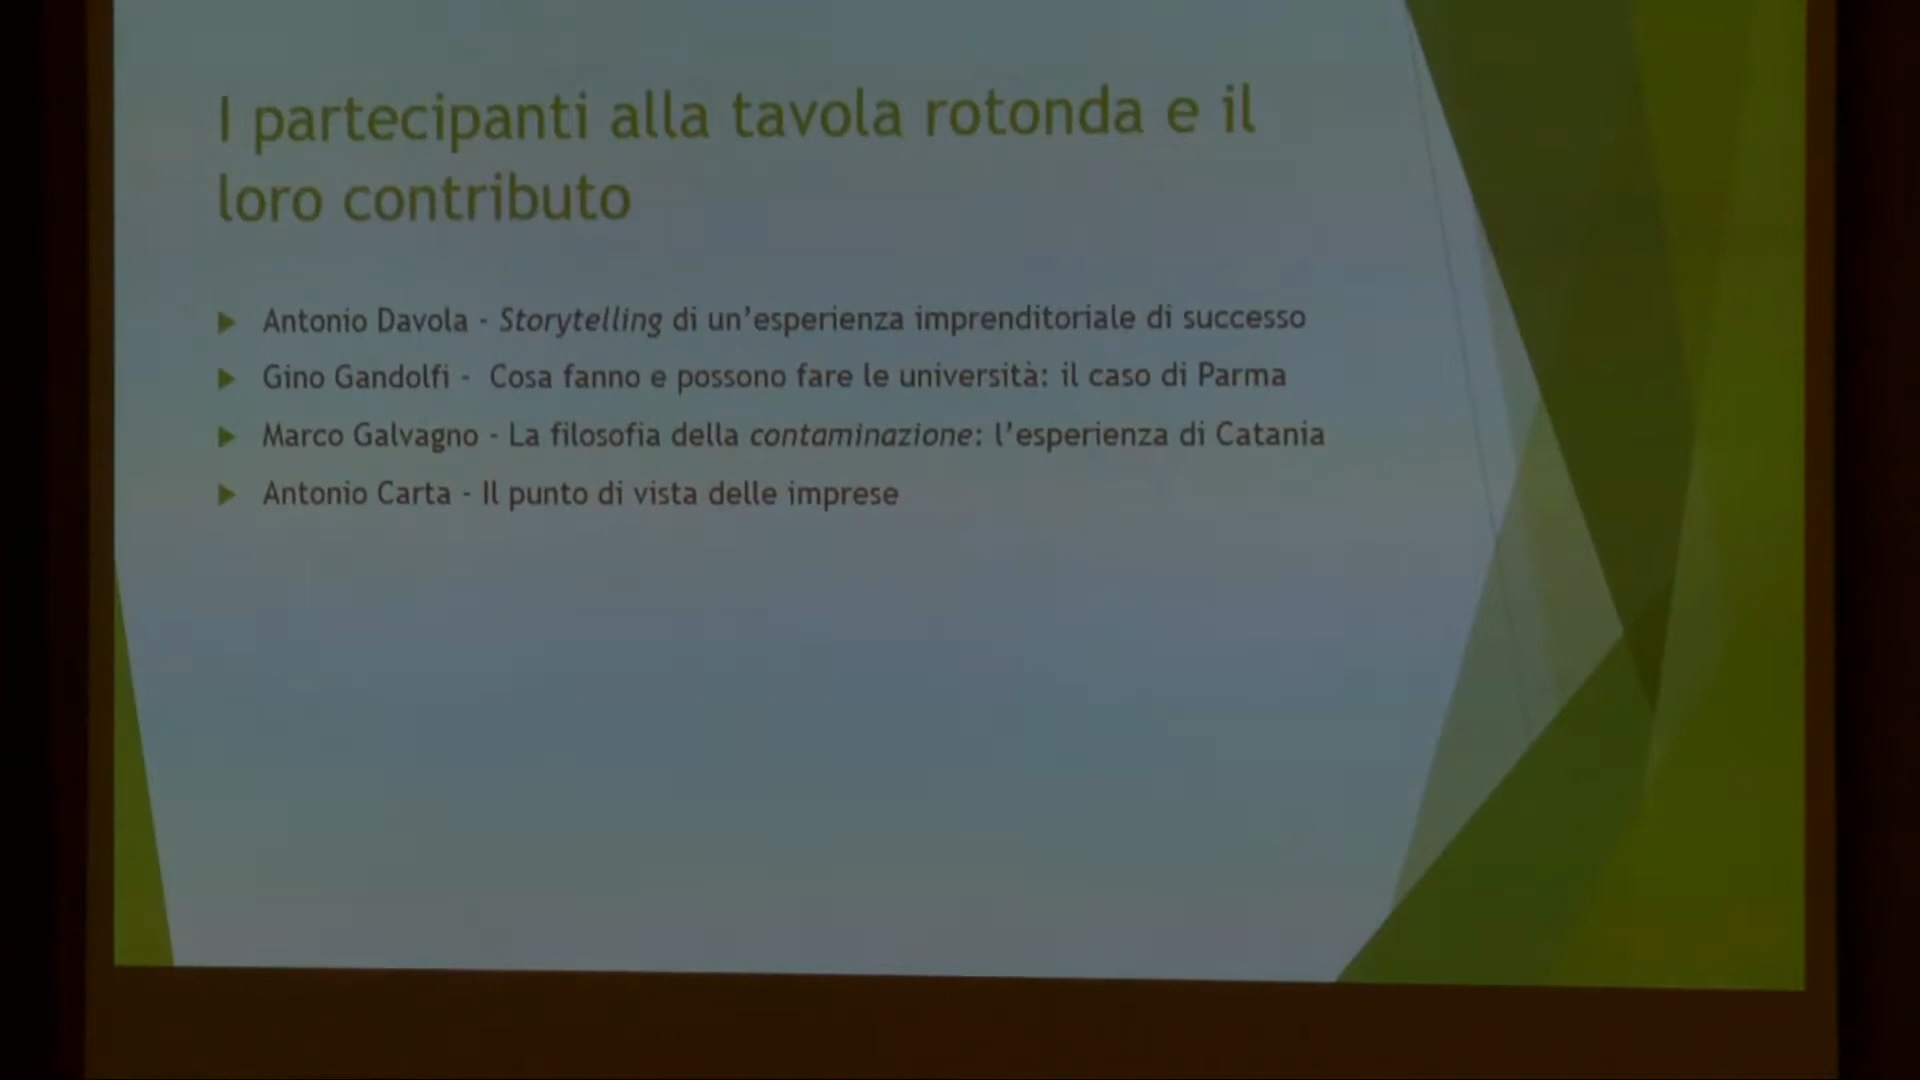 I partecipanti alla tavola rotonda e il
loro contributo
Antonio Davola - Storytelling di un’esperienza imprenditoriale di successo
Gino Gandolfi - Cosa fanno e possono fare le università: il caso di Parma
Marco Galvagno - La filosofia della contaminazione: l’esperienza di Catania
Antonio Carta - Il punto di vista delle imprese